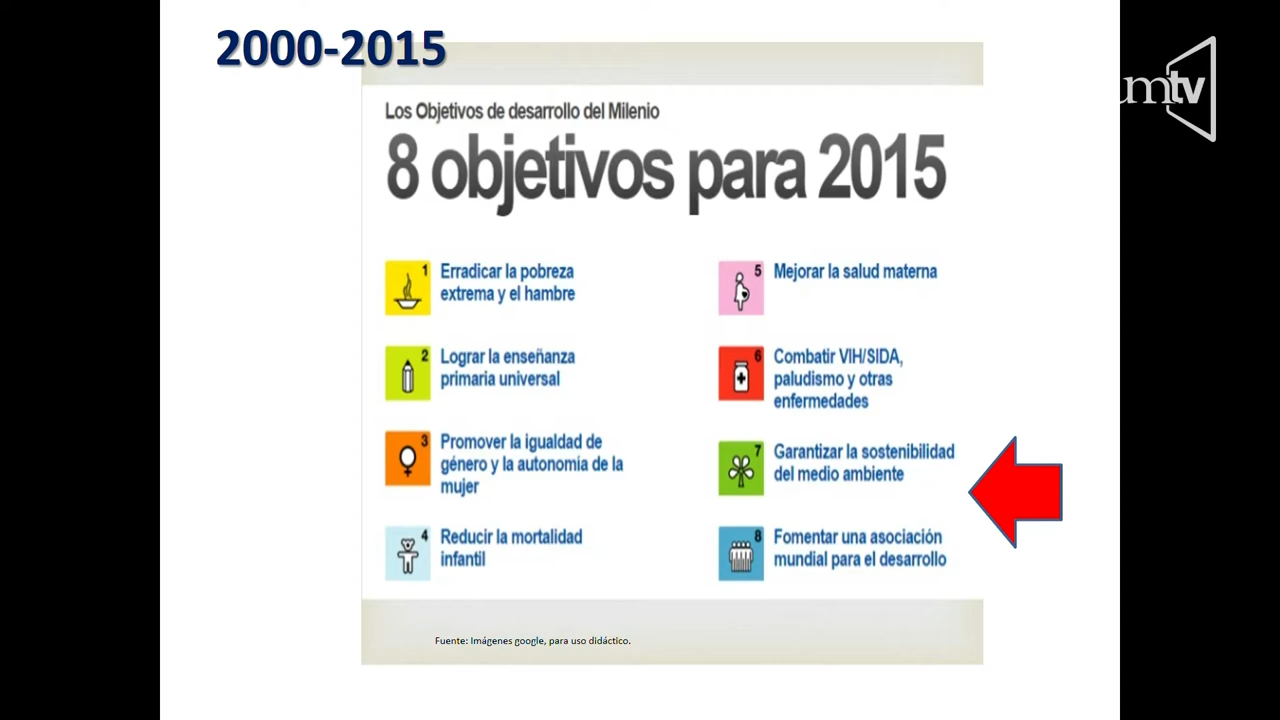 2000-2015
umtv
Los Objetivos de desarrollo del Milenio
8 objetivos para 2015
1
Erradicar la pobreza
extrema y el hambre
2
Lograr la enseñanza
primaria universal
3
Promover la igualdad de
género y la autonomía de la
mujer
4
Reducir la mortalidad
infantil
5
Mejorar la salud materna
6
Combatir VIH/SIDA,
paludismo y otras
enfermedades
7
Garantizar la sostenibilidad
del medio ambiente
8
Fomentar una asociación
mundial para el desarrollo
Fuente: Imágenes google, para uso didáctico.